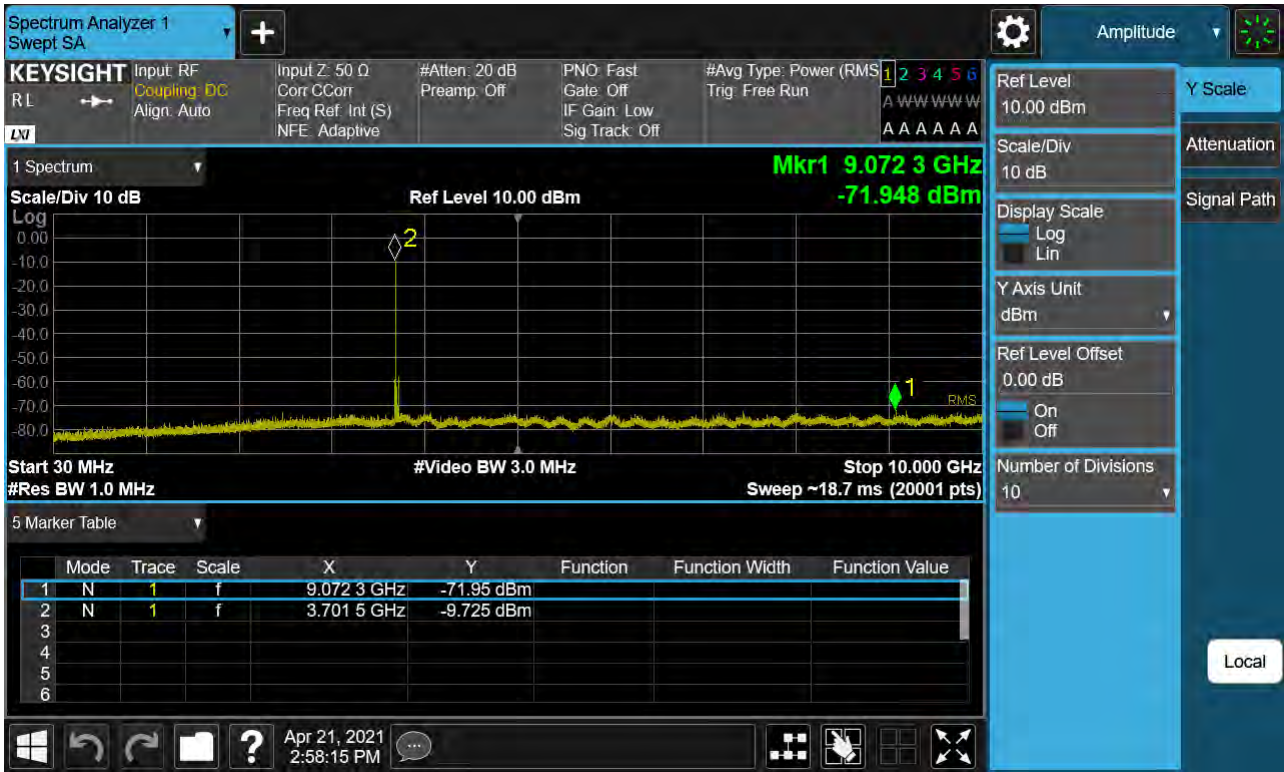 Spectrum Analyzer 1
Swept SA
+
Amplitude
KEYSIGHT
RL
LXI
Input: RF
Coupling: DC
Align: Auto
Input Z: 50 Ω
Corr CCorr
Freq Ref: Int (S)
NFE: Adaptive
#Atten: 20 dB
Preamp: Off
PNO: Fast
Gate: Off
IF Gain: Low
Sig Track: Off
#Avg Type: Power (RMS
Trig: Free Run
1 2 3 4 5 6
A W W W W W
A A A A A A
1 Spectrum
Mkr1 9.072 3 GHz
Scale/Div 10 dB
Ref Level 10.00 dBm
-71.948 dBm
Log
0.00
2
-10.0
-20.0
-30.0
-40.0
-50.0
-60.0
1
RMS
-70.0
-80.0
Start 30 MHz
#Video BW 3.0 MHz
Stop 10.000 GHz
#Res BW 1.0 MHz
Sweep ~18.7 ms (20001 pts)
5 Marker Table
Mode Trace Scale X Y Function Function Width Function Value
1 N 1 f 9.072 3 GHz -71.95 dBm
2 N 1 f 3.701 5 GHz -9.725 dBm
3
4
5
6
Ref Level
10.00 dBm
Scale/Div
10 dB
Display Scale
Log
Lin
Y Axis Unit
dBm
Ref Level Offset
0.00 dB
On
Off
Number of Divisions
10
Y Scale
Attenuation
Signal Path
Local
?
Apr 21, 2021
2:58:15 PM